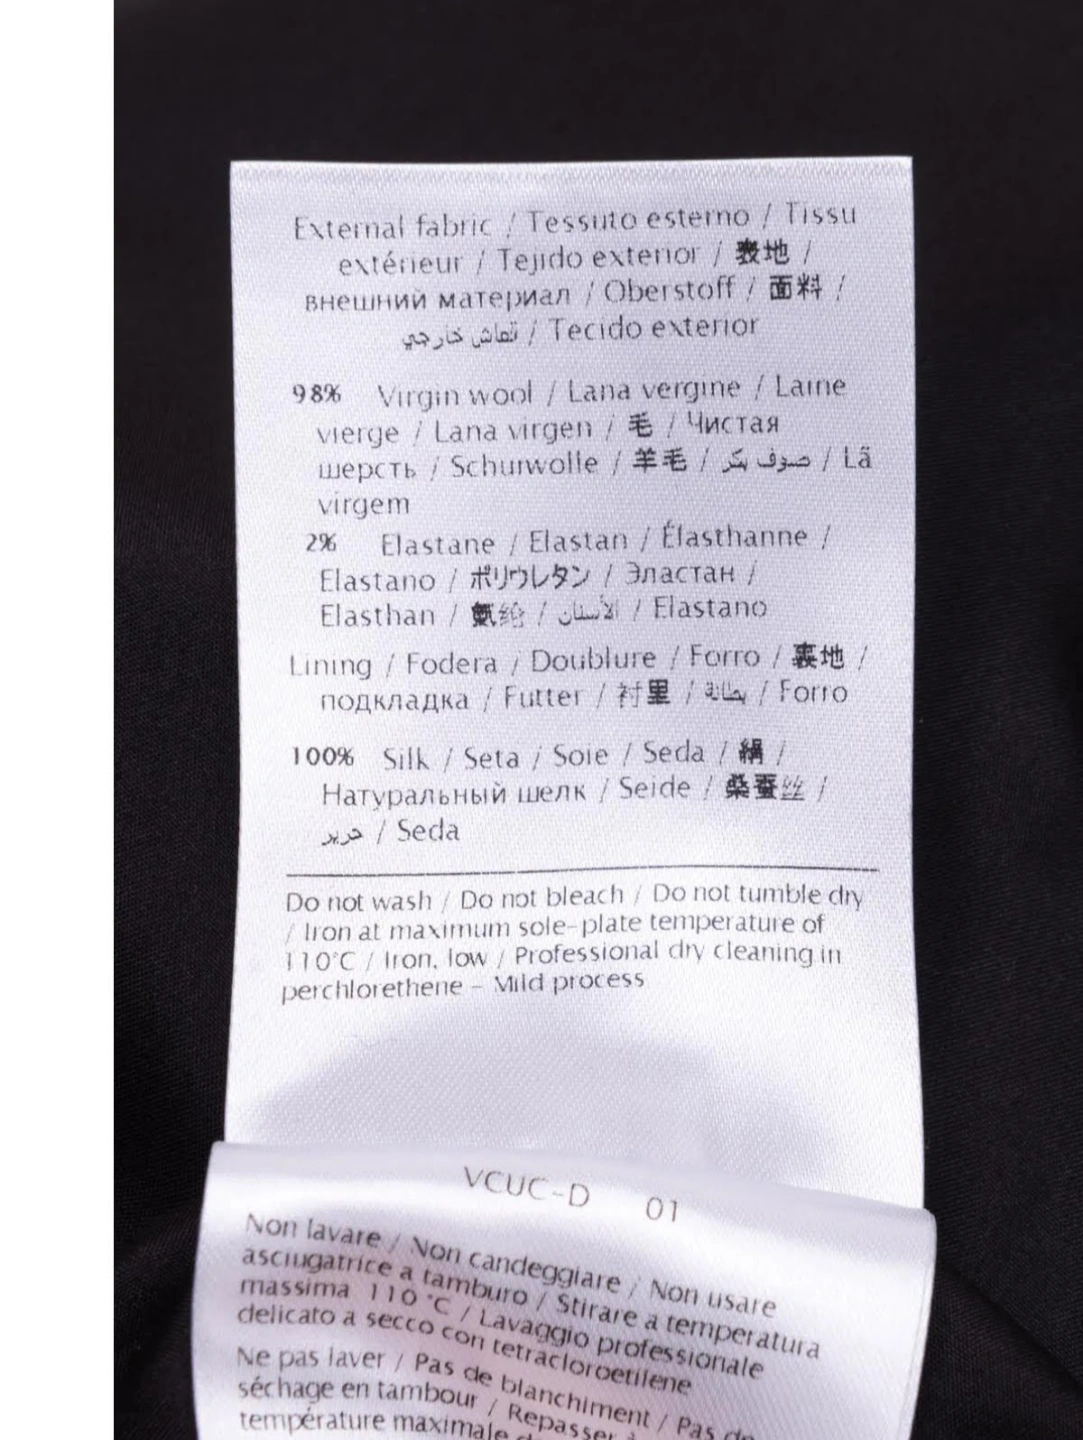 External fabric / Tessuto esterno / Tissu
extérieur / Tejido exterior / 表地 /
внешний материал / Oberstoff / 面料 /
قماش خارجي / Tecido exterior
98% Virgin wool / Lana vergine / Laine
vierge / Lana virgen / 毛 / Чистая
шерсть / Schurwolle / 羊毛 / صوف بكر / Lã
virgem
2% Elastane / Elastan / Élasthanne /
Elastano / ポリウレタン / Эластан /
Elasthan / 氨纶 / الأستان / Elastano
Lining / Fodera / Doublure / Forro / 裏地 /
подкладка / Futter / 衬里 / بطانة / Forro
100% Silk / Seta / Soie / Seda / 絹 /
Натуральный шелк / Seide / 桑蚕丝 /
حرير / Seda
Do not wash / Do not bleach / Do not tumble dry
/ Iron at maximum sole-plate temperature of
110°C / Iron, low / Professional dry cleaning in
perchlorethene - Mild process
VCUC-D 01
Non lavare / Non candeggiare / Non usare
asciugatrice a tamburo / Stirare a temperatura
massima 110 °C / Lavaggio professionale
delicato a secco con tetracloroetilene
Ne pas laver / Pas de blanchiment / Pas de
séchage en tambour / Repasser à
température maximale